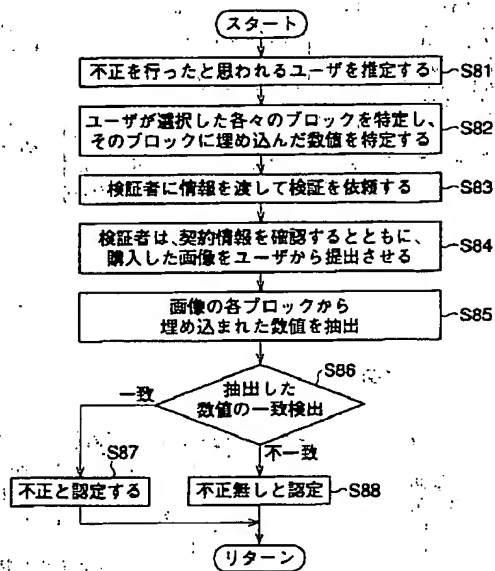 スタート
不正を行ったと思われるユーザを推定する
S81
ユーザが選択した各々のブロックを特定し、
そのブロックに埋め込んだ数値を特定する
S82
検証者に情報を渡して検証を依頼する
S83
検証者は、契約情報を確認するとともに、
購入した画像をユーザから提出させる
S84
画像の各ブロックから
埋め込まれた数値を抽出
S85
S86
抽出した
数値の一致検出
一致
不一致
S87
不正と認定する
不正無しと認定
S88
リターン